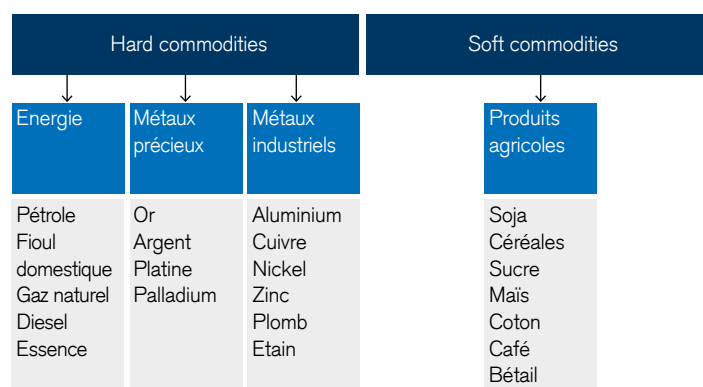 Hard commodities
Soft commodities
Energie
Métaux
précieux
Métaux
industriels
Produits
agricoles
Pétrole
Fioul
domestique
Gaz naturel
Diesel
Essence
Or
Argent
Platine
Palladium
Aluminium
Cuivre
Nickel
Zinc
Plomb
Etain
Soja
Céréales
Sucre
Maïs
Coton
Café
Bétail